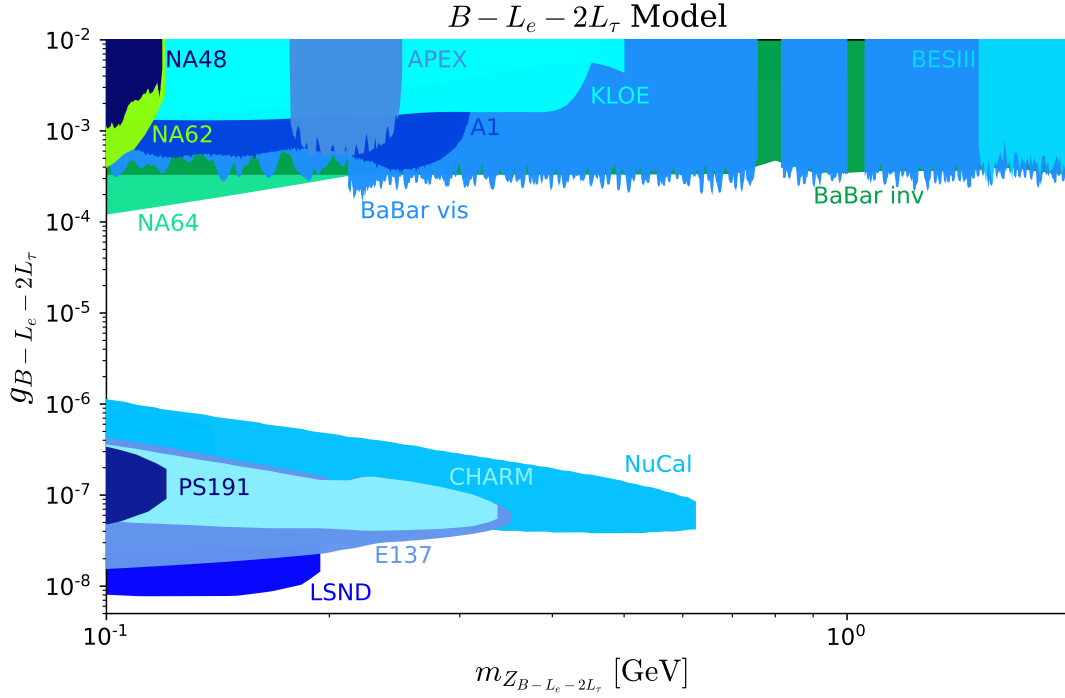 B − L_e − 2L_τ Model
10^-2
10^-3
10^-4
10^-5
10^-6
10^-7
10^-8
g_{B − L_e − 2L_τ}
NA48
APEX
BESIII
KLOE
NA62
A1
BaBar vis
BaBar inv
NA64
NuCal
CHARM
PS191
E137
LSND
10^-1
10^0
m_{Z_{B − L_e − 2L_τ}} [GeV]